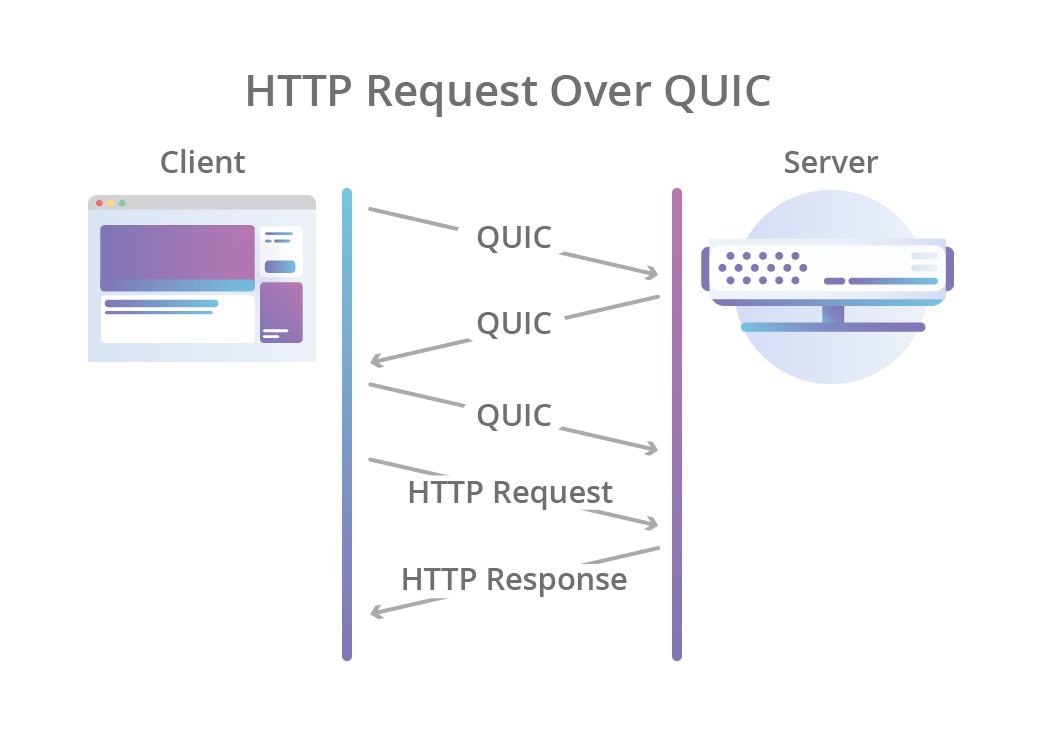 HTTP Request Over QUIC
Client
Server
QUIC
QUIC
QUIC
HTTP Request
HTTP Response